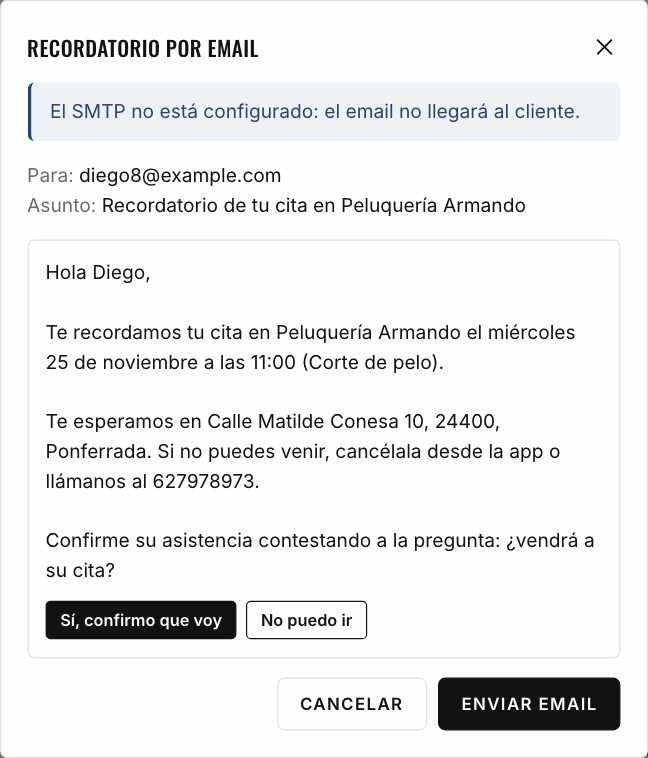 RECORDATORIO POR EMAIL
El SMTP no está configurado: el email no llegará al cliente.
Para: diego8@example.com
Asunto: Recordatorio de tu cita en Peluquería Armando
Hola Diego,
Te recordamos tu cita en Peluquería Armando el miércoles
25 de noviembre a las 11:00 (Corte de pelo).
Te esperamos en Calle Matilde Conesa 10, 24400,
Ponferrada. Si no puedes venir, cancélala desde la app o
llámanos al 627978973.
Confirme su asistencia contestando a la pregunta: ¿vendrá a
su cita?
Sí, confirmo que voy No puedo ir
CANCELAR ENVIAR EMAIL